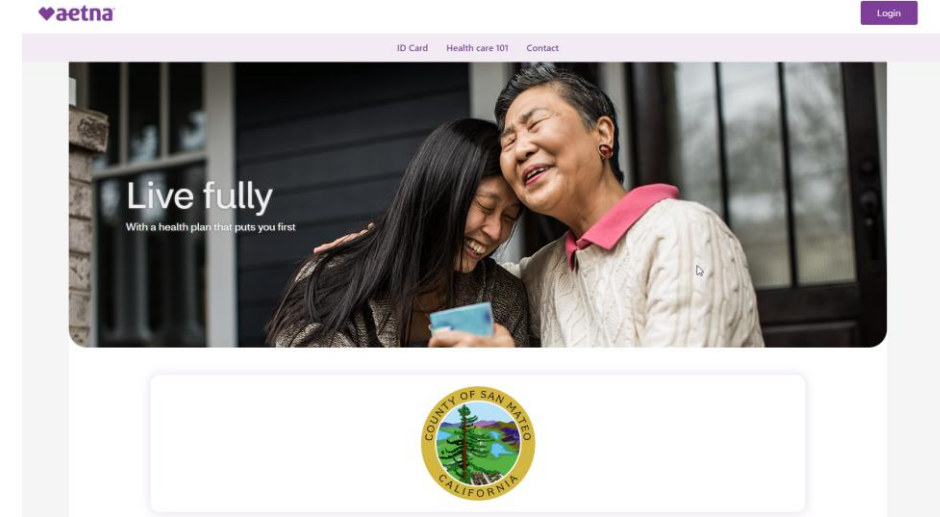 aetna
Login
ID Card Health care 101 Contact
Live fully
With a health plan that puts you first
COUNTY OF SAN MATEO
CALIFORNIA